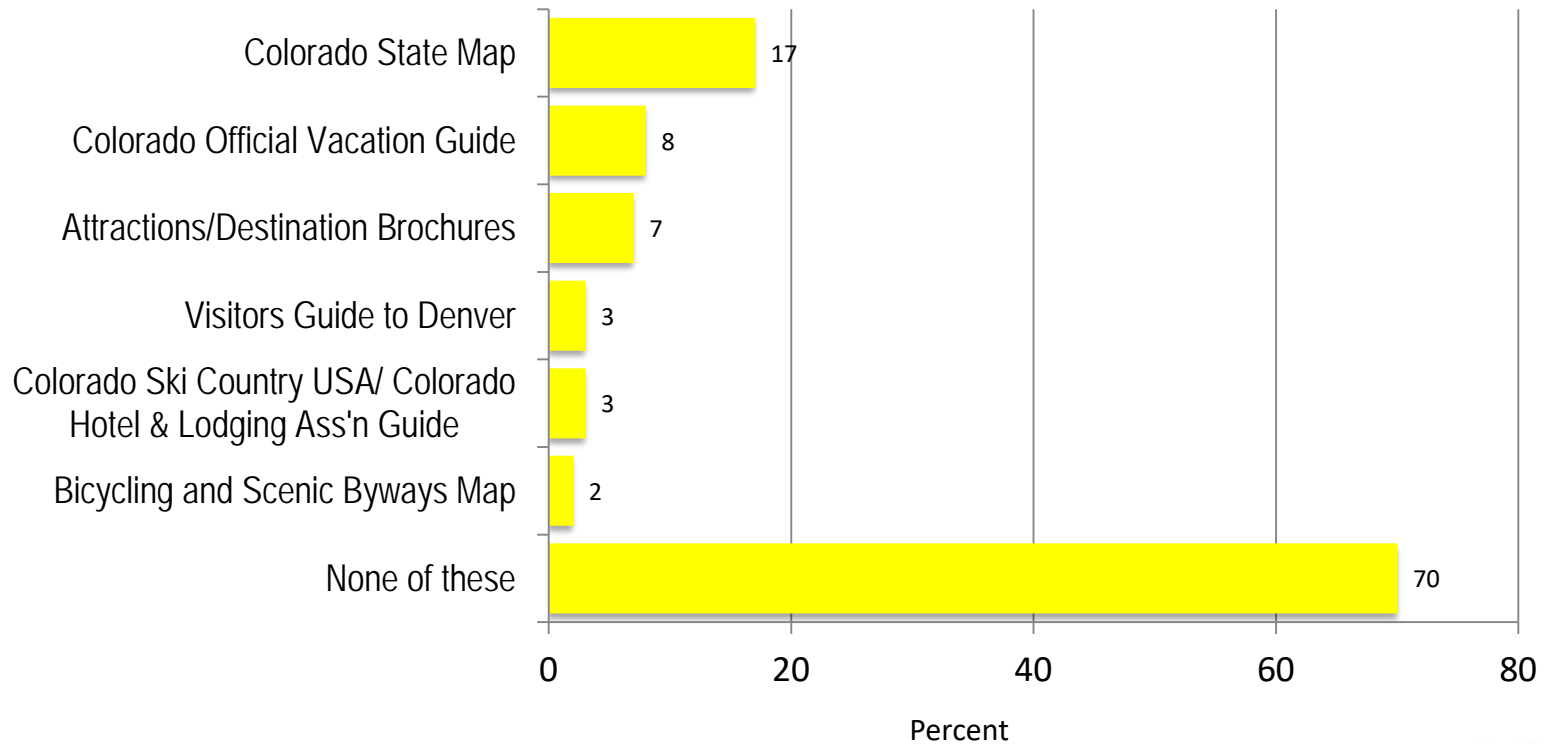 Colorado State Map
17
Colorado Official Vacation Guide
8
Attractions/Destination Brochures
7
Visitors Guide to Denver
3
Colorado Ski Country USA/ Colorado
Hotel & Lodging Ass'n Guide
3
Bicycling and Scenic Byways Map
2
None of these
70
0 20 40 60 80
Percent